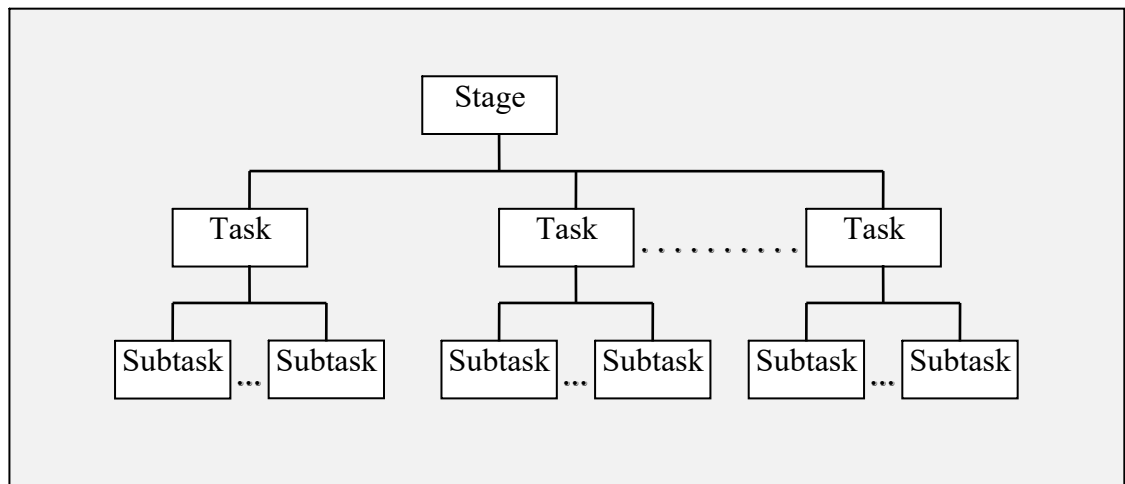 Stage
Task Task . . . . . . . . . . Task
Subtask ... Subtask Subtask ... Subtask Subtask ... Subtask